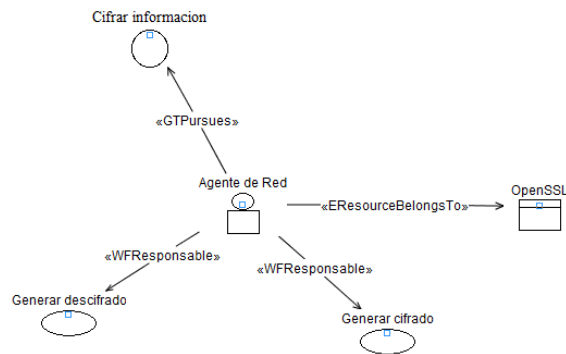 Cifrar informacion
«GTPursues»
Agente de Red
OpenSSL
«EResourceBelongsTo»
«WFResponsable»
«WFResponsable»
Generar descifrado
Generar cifrado